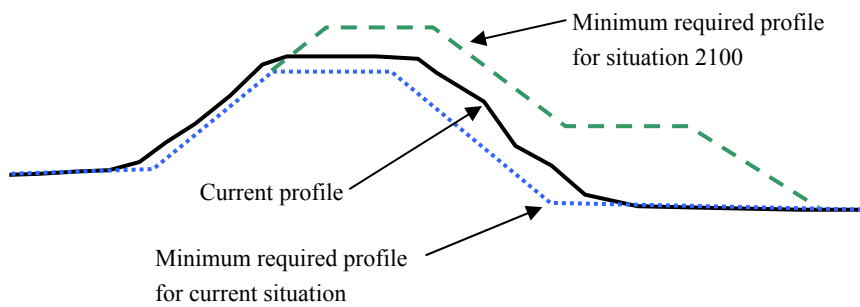 Minimum required profile
for situation 2100
Current profile
Minimum required profile
for current situation